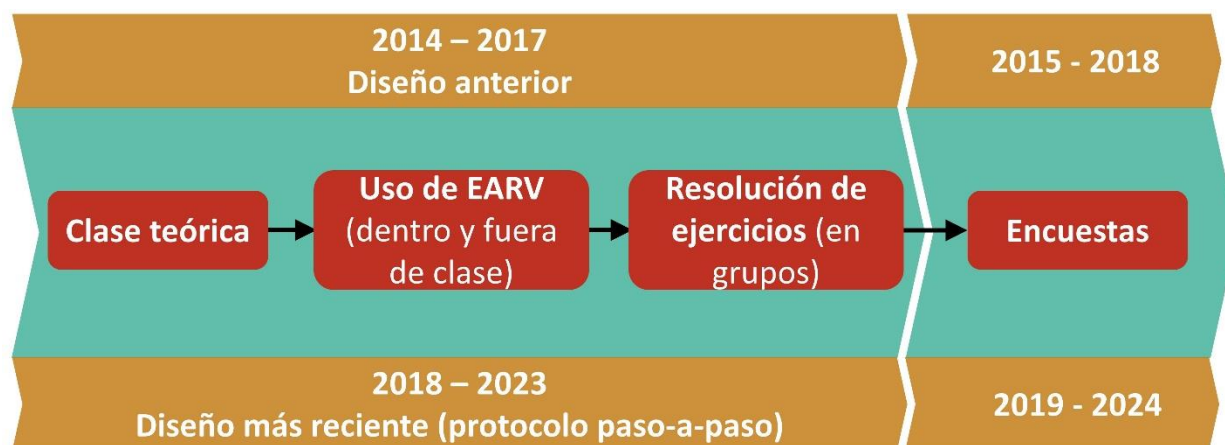 2014 – 2017
Diseño anterior
2015 - 2018
Clase teórica
Uso de EARV
(dentro y fuera
de clase)
Resolución de
ejercicios (en
grupos)
Encuestas
2018 – 2023
Diseño más reciente (protocolo paso-a-paso)
2019 - 2024